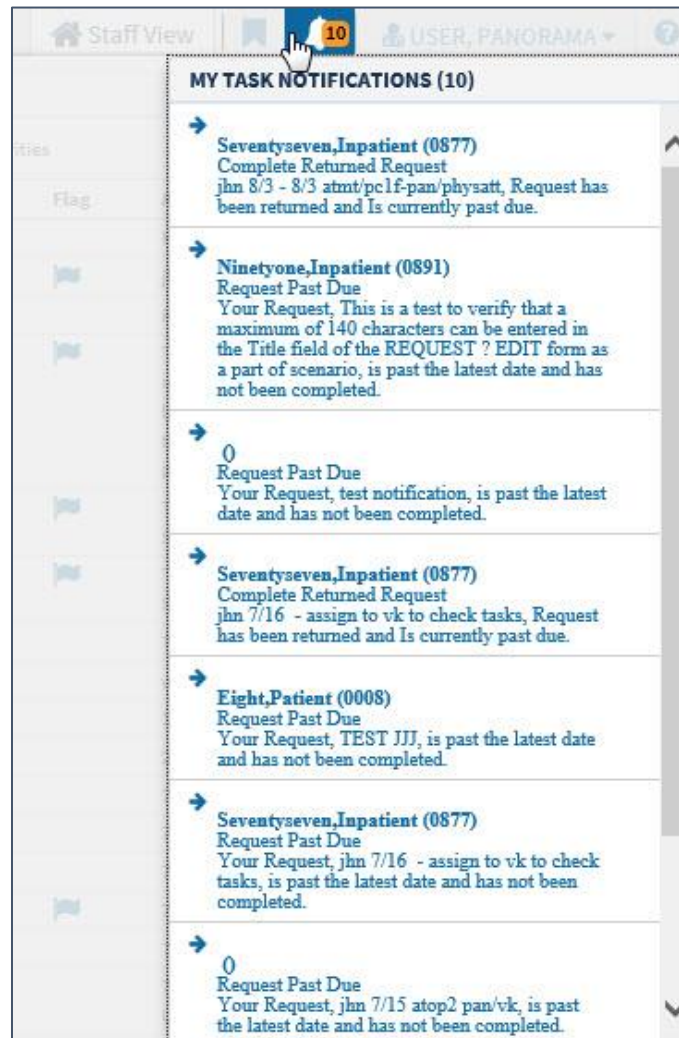 Staff View
10
USER, PANORAMA
?
MY TASK NOTIFICATIONS (10)
ities
Flag
Seventyseven,Inpatient (0877)
Complete Returned Request
jhn 8/3 - 8/3 atmt/pc1f-pan/physatt, Request has
been returned and Is currently past due.
Ninetyone,Inpatient (0891)
Request Past Due
Your Request, This is a test to verify that a
maximum of 140 characters can be entered in
the Title field of the REQUEST ? EDIT form as
a part of scenario, is past the latest date and has
not been completed.
()
Request Past Due
Your Request, test notification, is past the latest
date and has not been completed.
Seventyseven,Inpatient (0877)
Complete Returned Request
jhn 7/16  - assign to vk to check tasks, Request
has been returned and Is currently past due.
Eight,Patient (0008)
Request Past Due
Your Request, TEST JJJ, is past the latest date
and has not been completed.
Seventyseven,Inpatient (0877)
Request Past Due
Your Request, jhn 7/16  - assign to vk to check
tasks, is past the latest date and has not been
completed.
()
Request Past Due
Your Request, jhn 7/15 atop2 pan/vk, is past
the latest date and has not been completed.